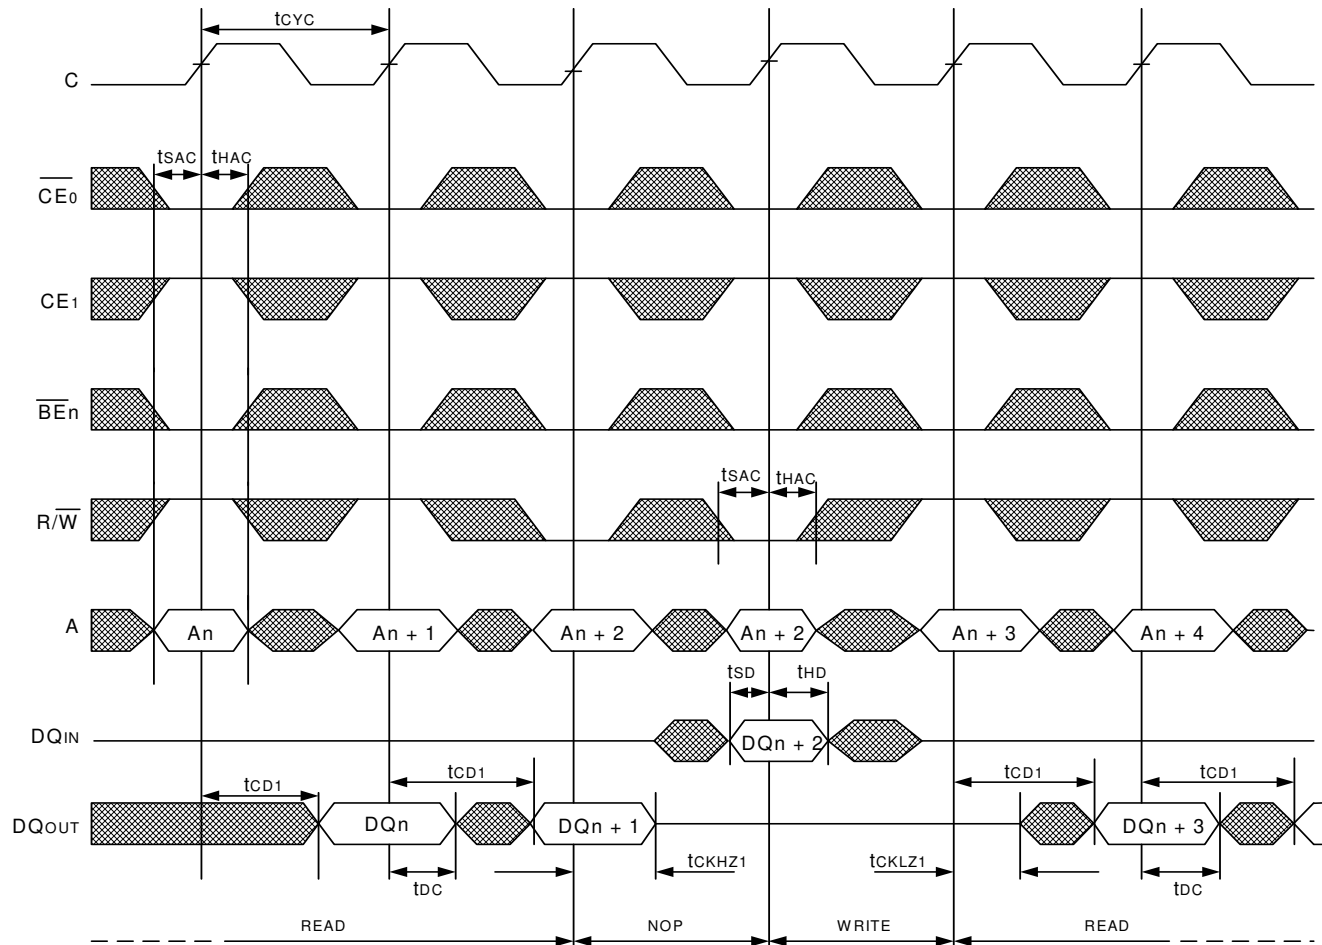 tCYC
C
tSAC tHAC
CE0
CE1
BEn
tSAC tHAC
R/W
A An An + 1 An + 2 An + 2 An + 3 An + 4
tSD tHD
DQIN DQn + 2
tCD1 tCD1 tCD1 tCD1
DQOUT DQn DQn + 1 DQn + 3
tDC tCKHZ1 tCKLZ1 tDC
READ NOP WRITE READ